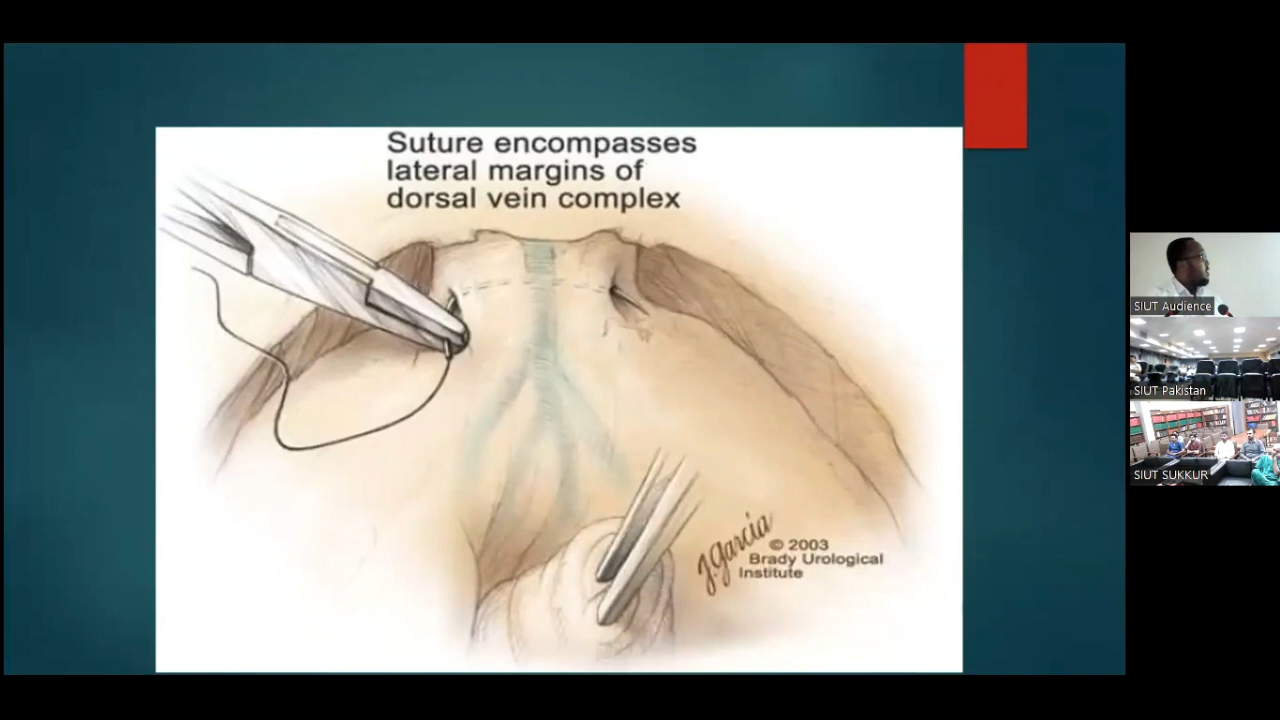 Suture encompasses
lateral margins of
dorsal vein complex
J.Garcia
© 2003
Brady Urological
Institute
SIUT Audience
SIUT Pakistan
SIUT SUKKUR